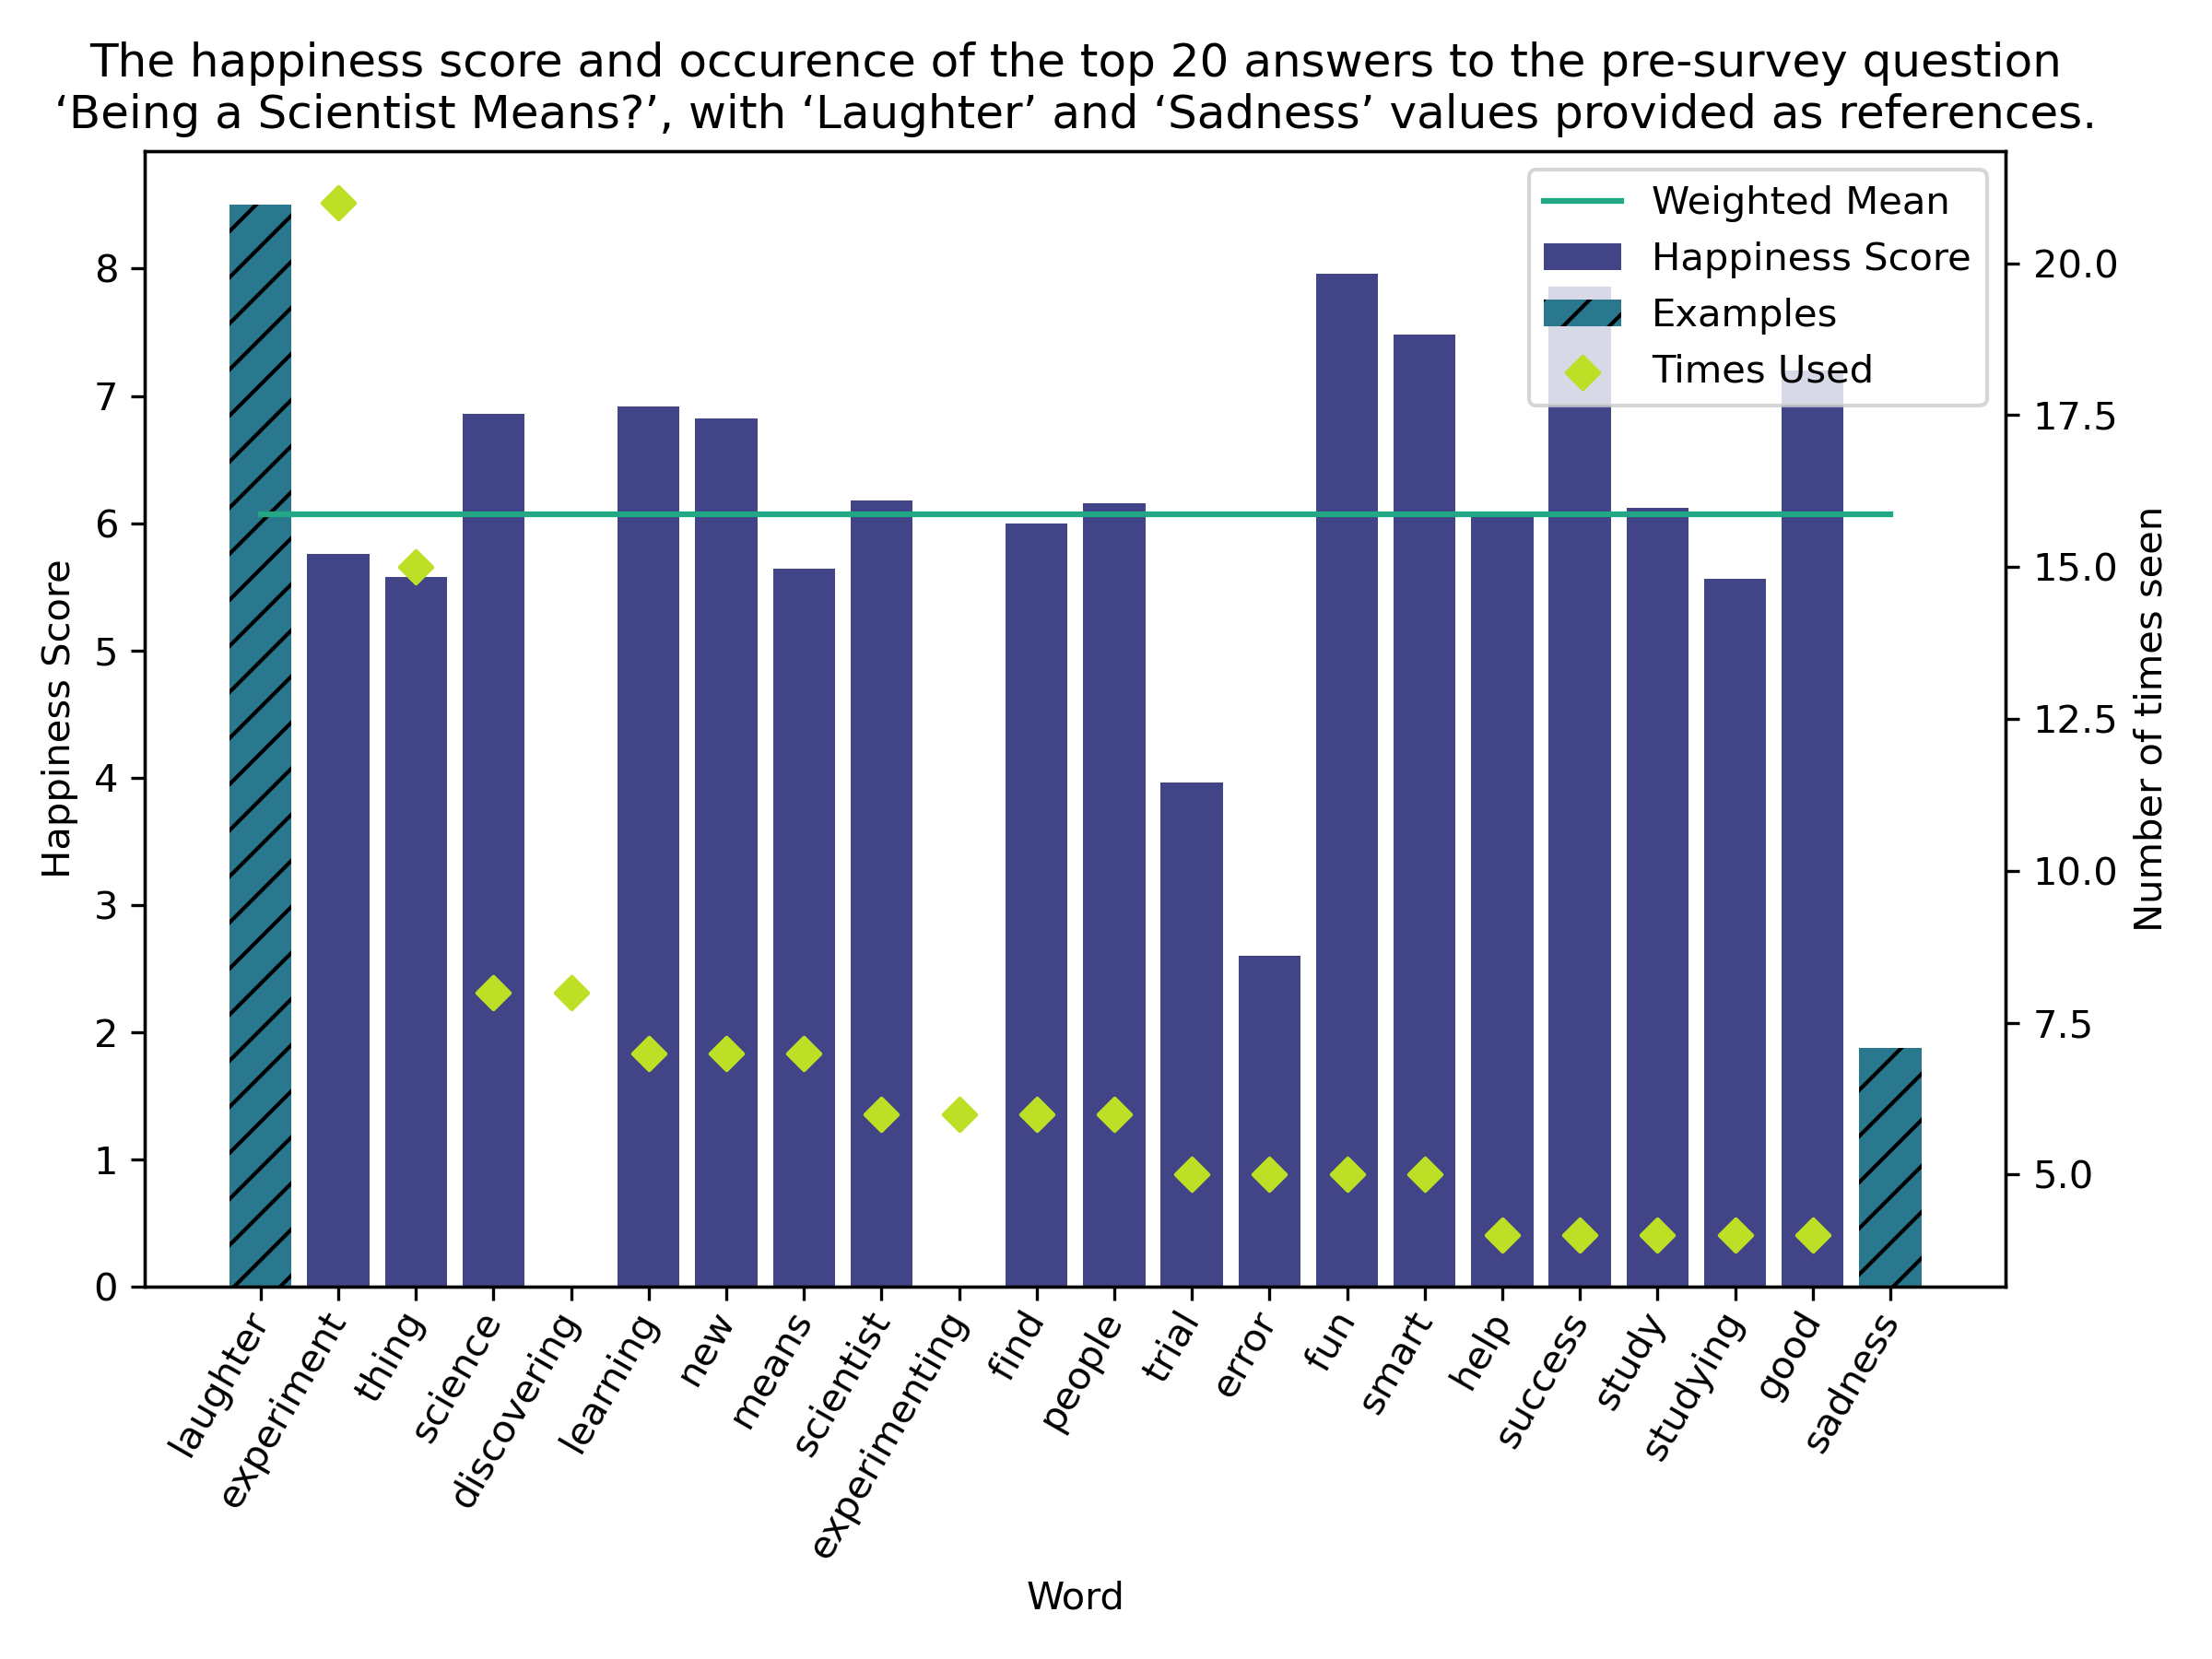 The happiness score and occurence of the top 20 answers to the pre-survey question
‘Being a Scientist Means?’, with ‘Laughter’ and ‘Sadness’ values provided as references.
Weighted Mean
Happiness Score
Examples
Times Used
Happiness Score
8
7
6
5
4
3
2
1
0
20.0
17.5
15.0
12.5
10.0
7.5
5.0
Number of times seen
laughter
experiment
thing
science
discovering
learning
new
means
scientist
experimenting
find
people
trial
error
fun
smart
help
success
study
studying
good
sadness
Word